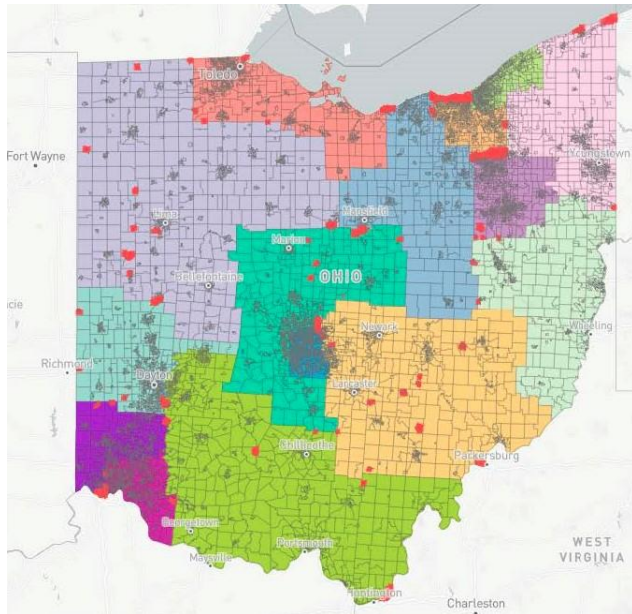 Toledo
Fort Wayne
Youngstown
Lima
Mansfield
Marion
OHIO
Bellefontaine
cie
Newark
Wheeling
Richmond
Dayton
Lancaster
Chillicothe
Parkersburg
Georgetown
WEST
VIRGINIA
Portsmouth
Maysville
Huntington
Charleston